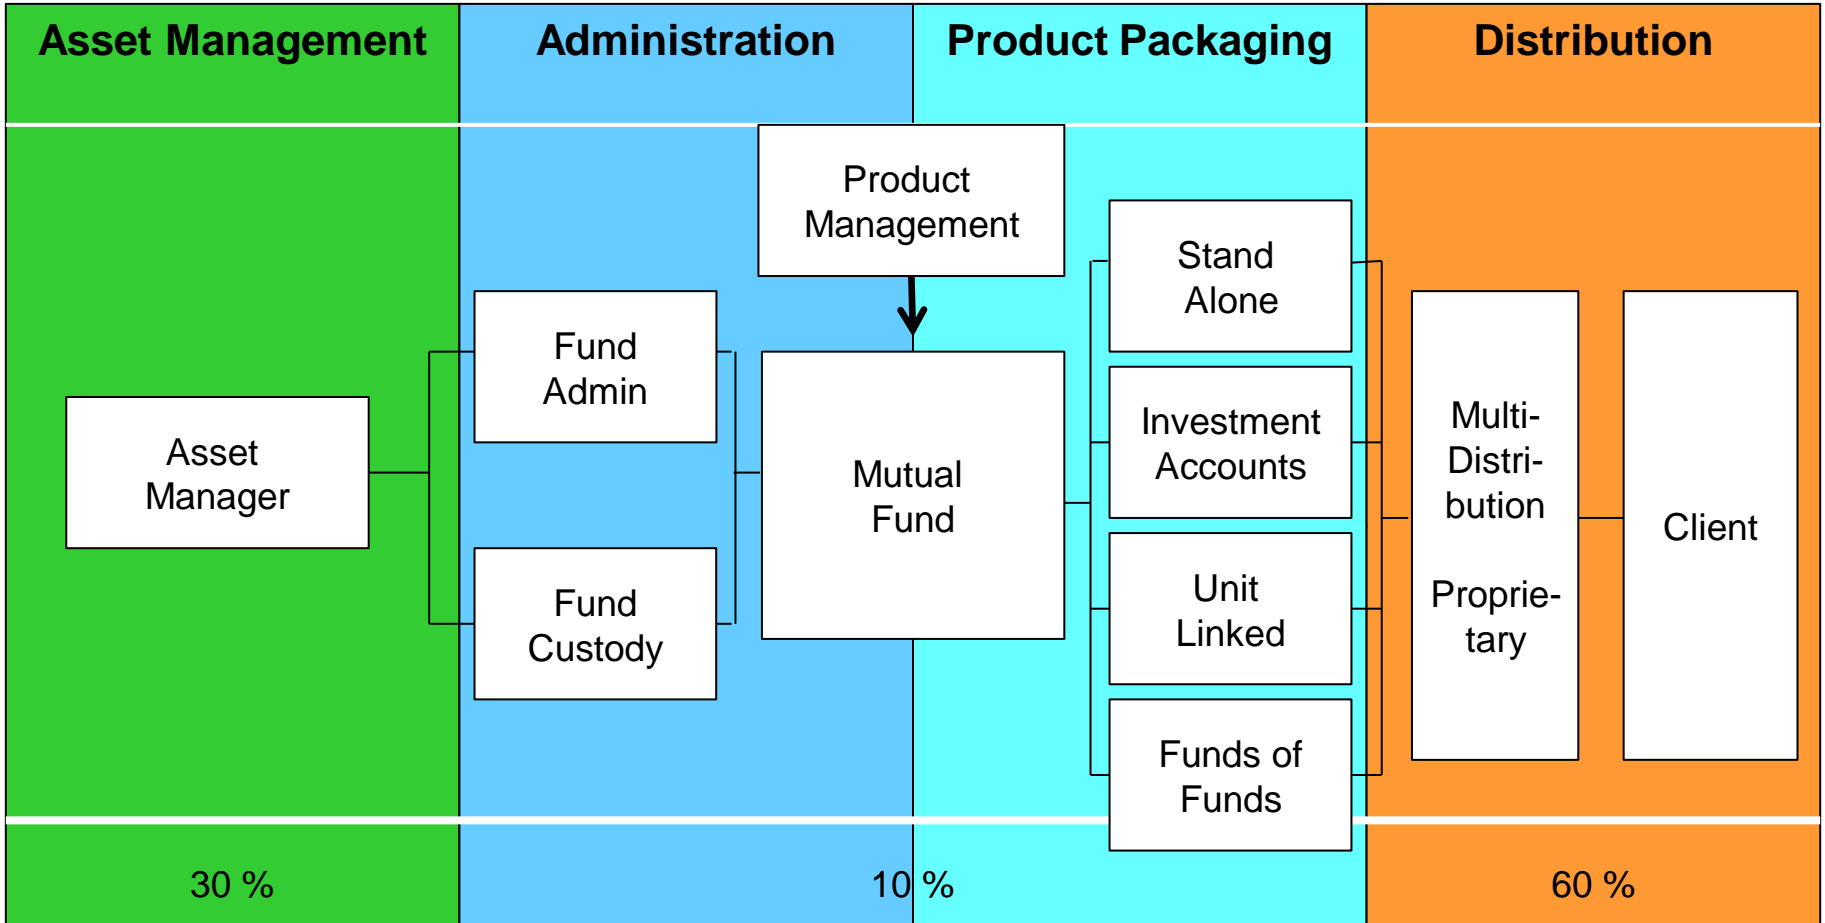 Asset Management
Administration
Product Packaging
Distribution
Product
Management
Stand
Alone
Fund
Admin
Asset
Manager
Mutual
Fund
Investment
Accounts
Fund
Custody
Unit
Linked
Funds of
Funds
Multi-
Distri-
bution
Proprie-
tary
Client
30 %
10 %
60 %